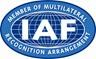 MEMBER OF MULTILATERAL
IAF
RECOGNITION ARRANGEMENT